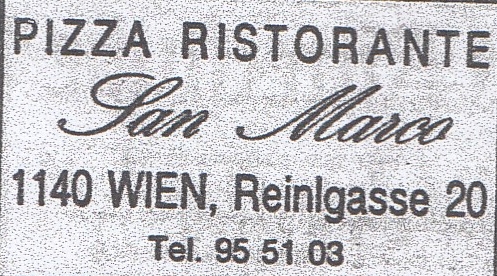 PIZZA RISTORANTE
San Marco
1140 WIEN, Reinlgasse 20
Tel. 95 51 03